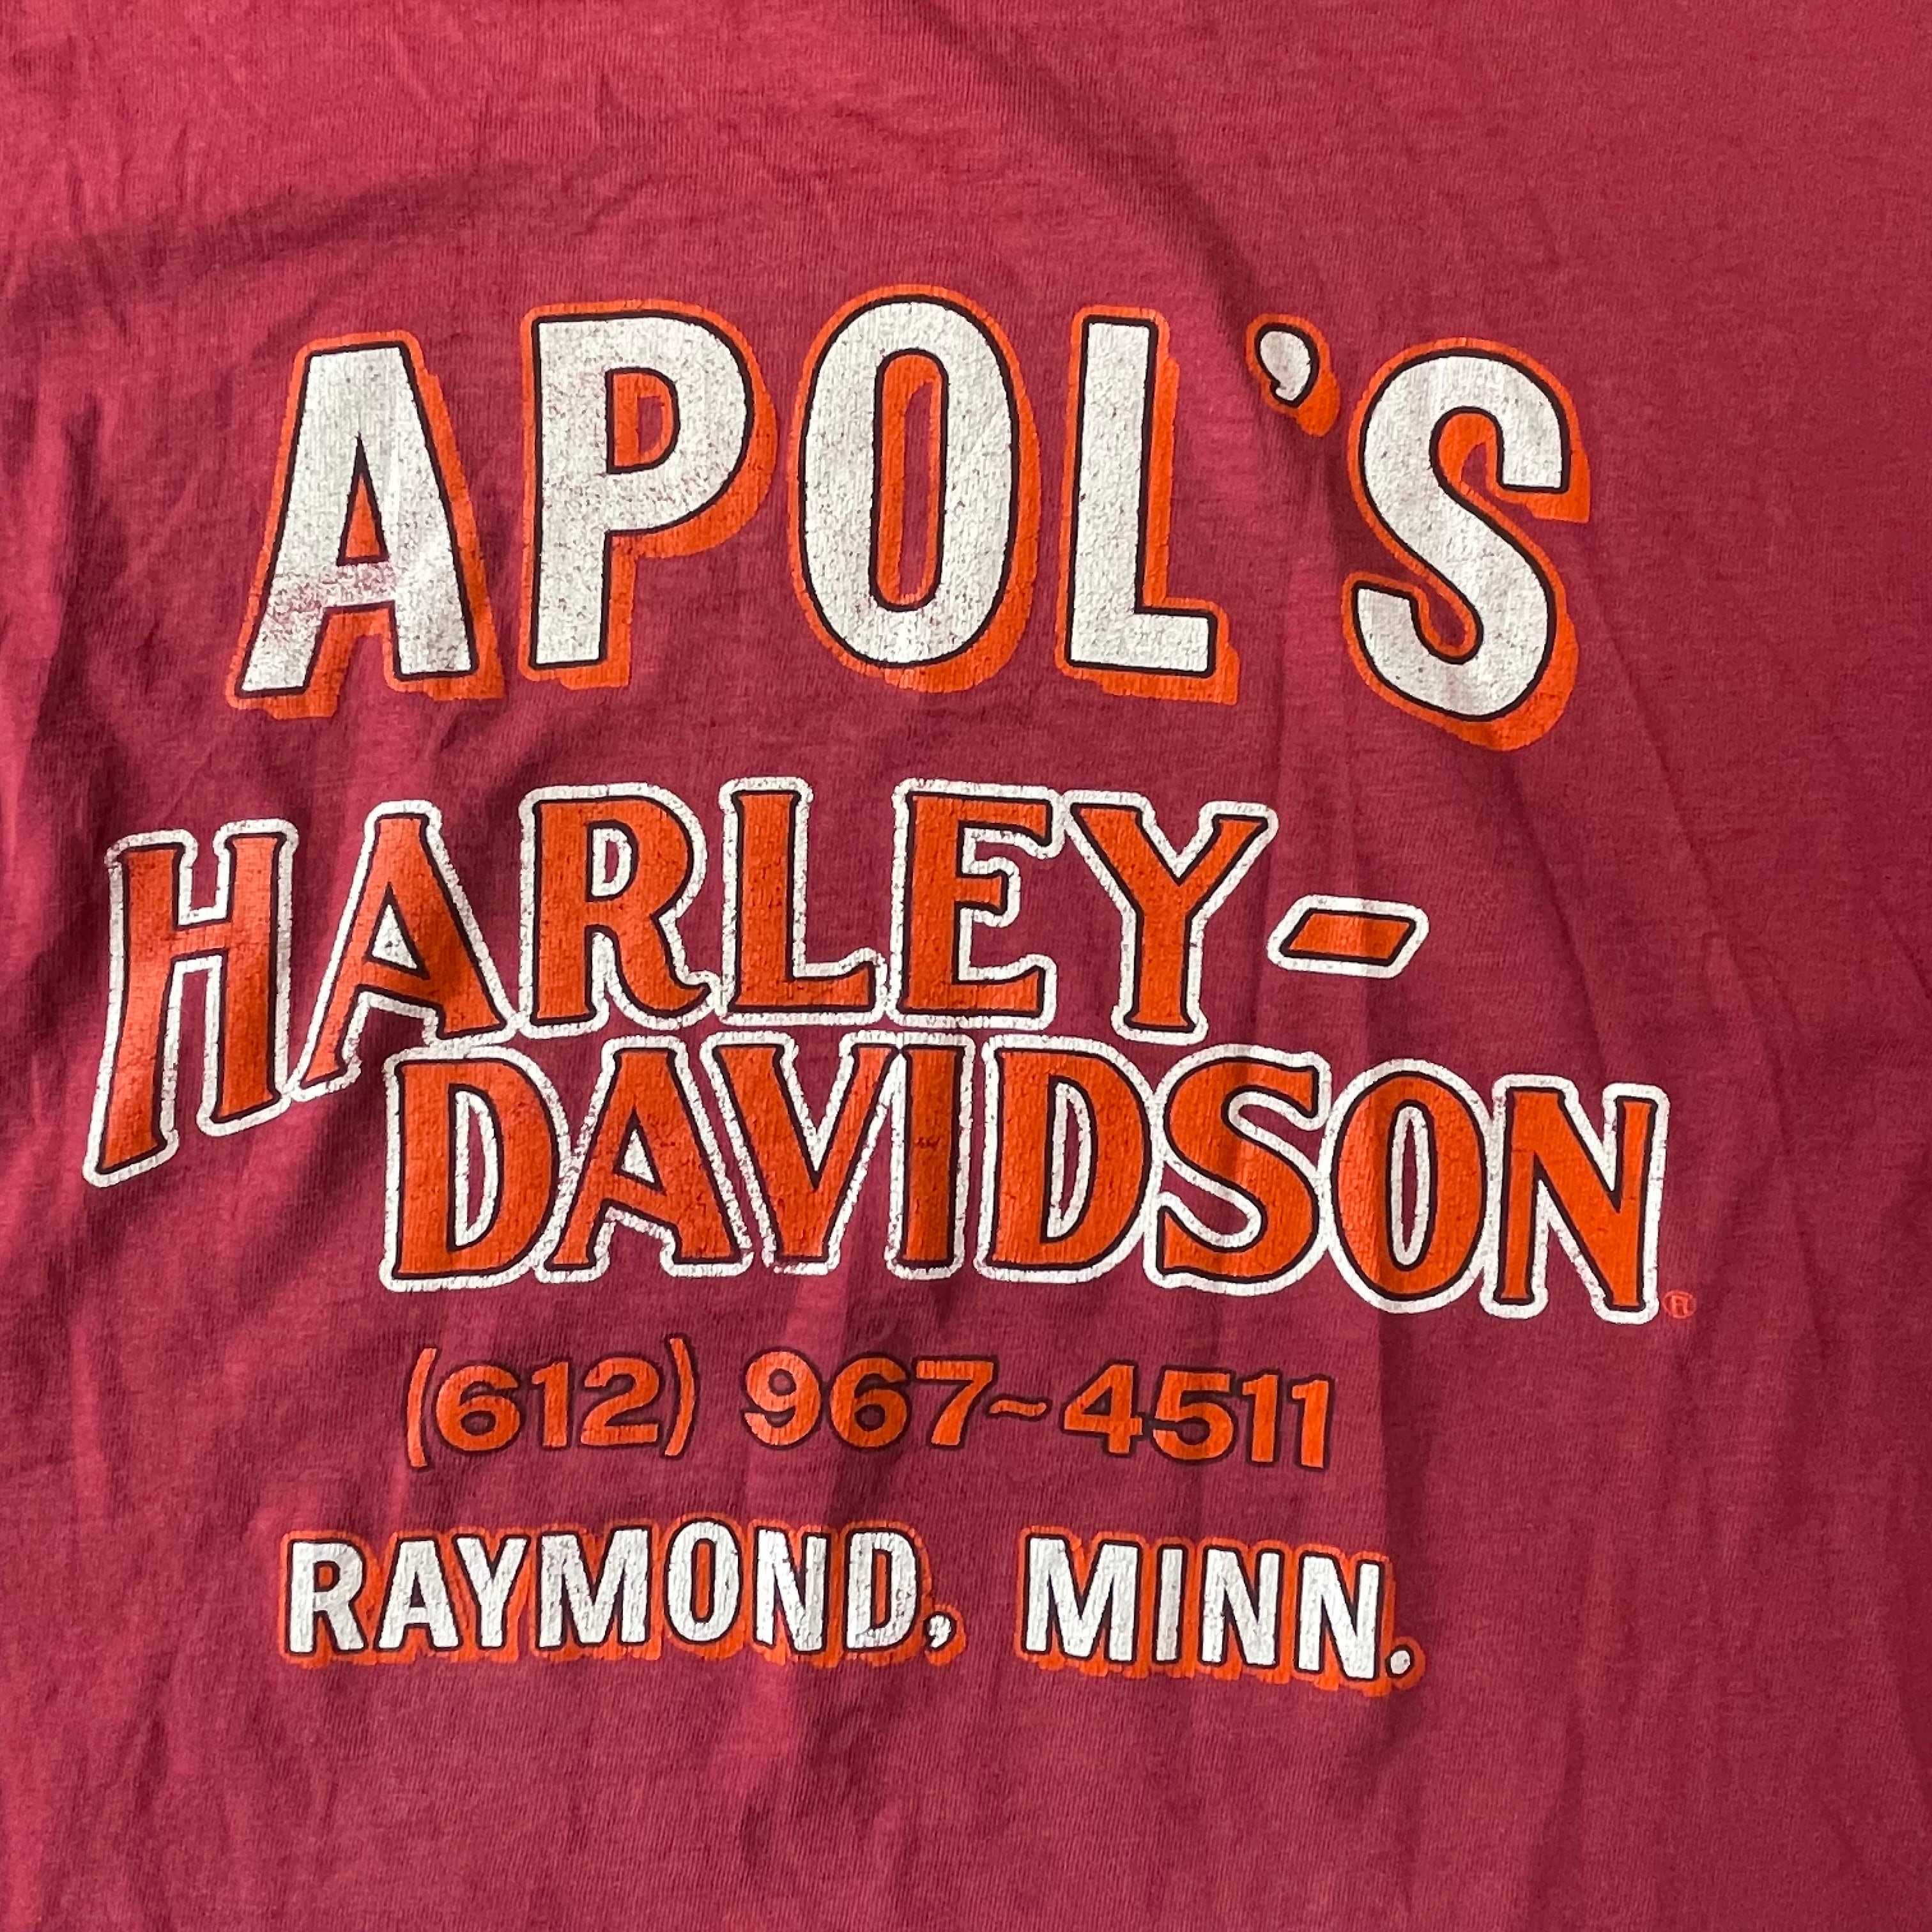 APOL'S
HARLEY-
DAVIDSON®
(612) 967~4511
RAYMOND, MINN.